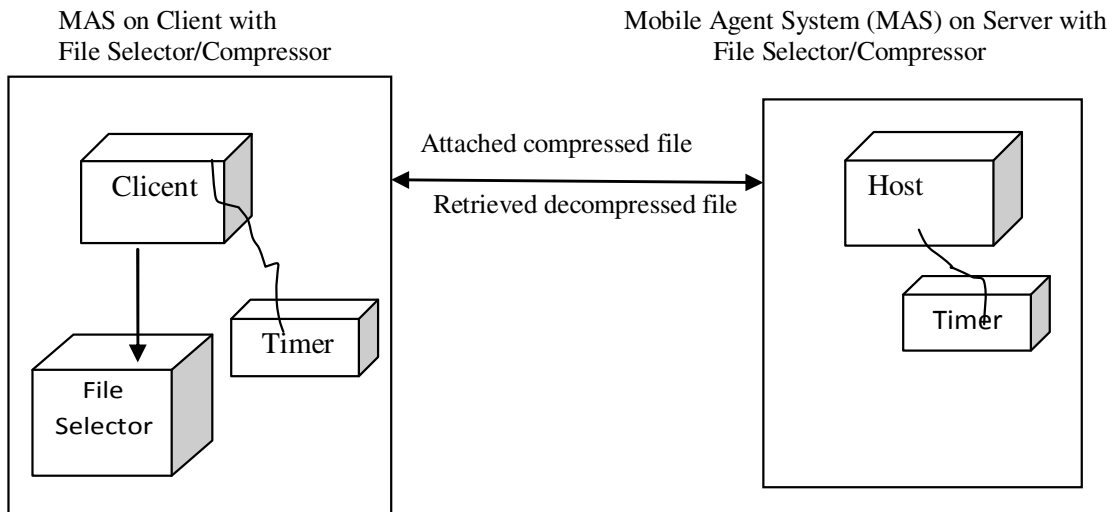 MAS on Client with
File Selector/Compressor
Mobile Agent System (MAS) on Server with
File Selector/Compressor
Clicent
Timer
File
Selector
Attached compressed file
Retrieved decompressed file
Host
Timer